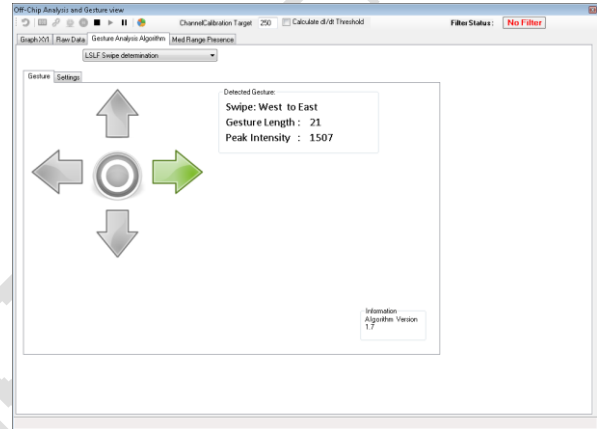 Off-Chip Analysis and Gesture view
ChannelCalibration Target 250 Calculate dI/dt Threshold Filter Status: No Filter
Graph XY1 Raw Data Gesture Analysis Algorithm Med Range Presence
LSLF Swipe determination
Gesture Settings
Detected Gesture:
Swipe: West to East
Gesture Length : 21
Peak Intensity : 1507
Information
Algorithm Version
1.7